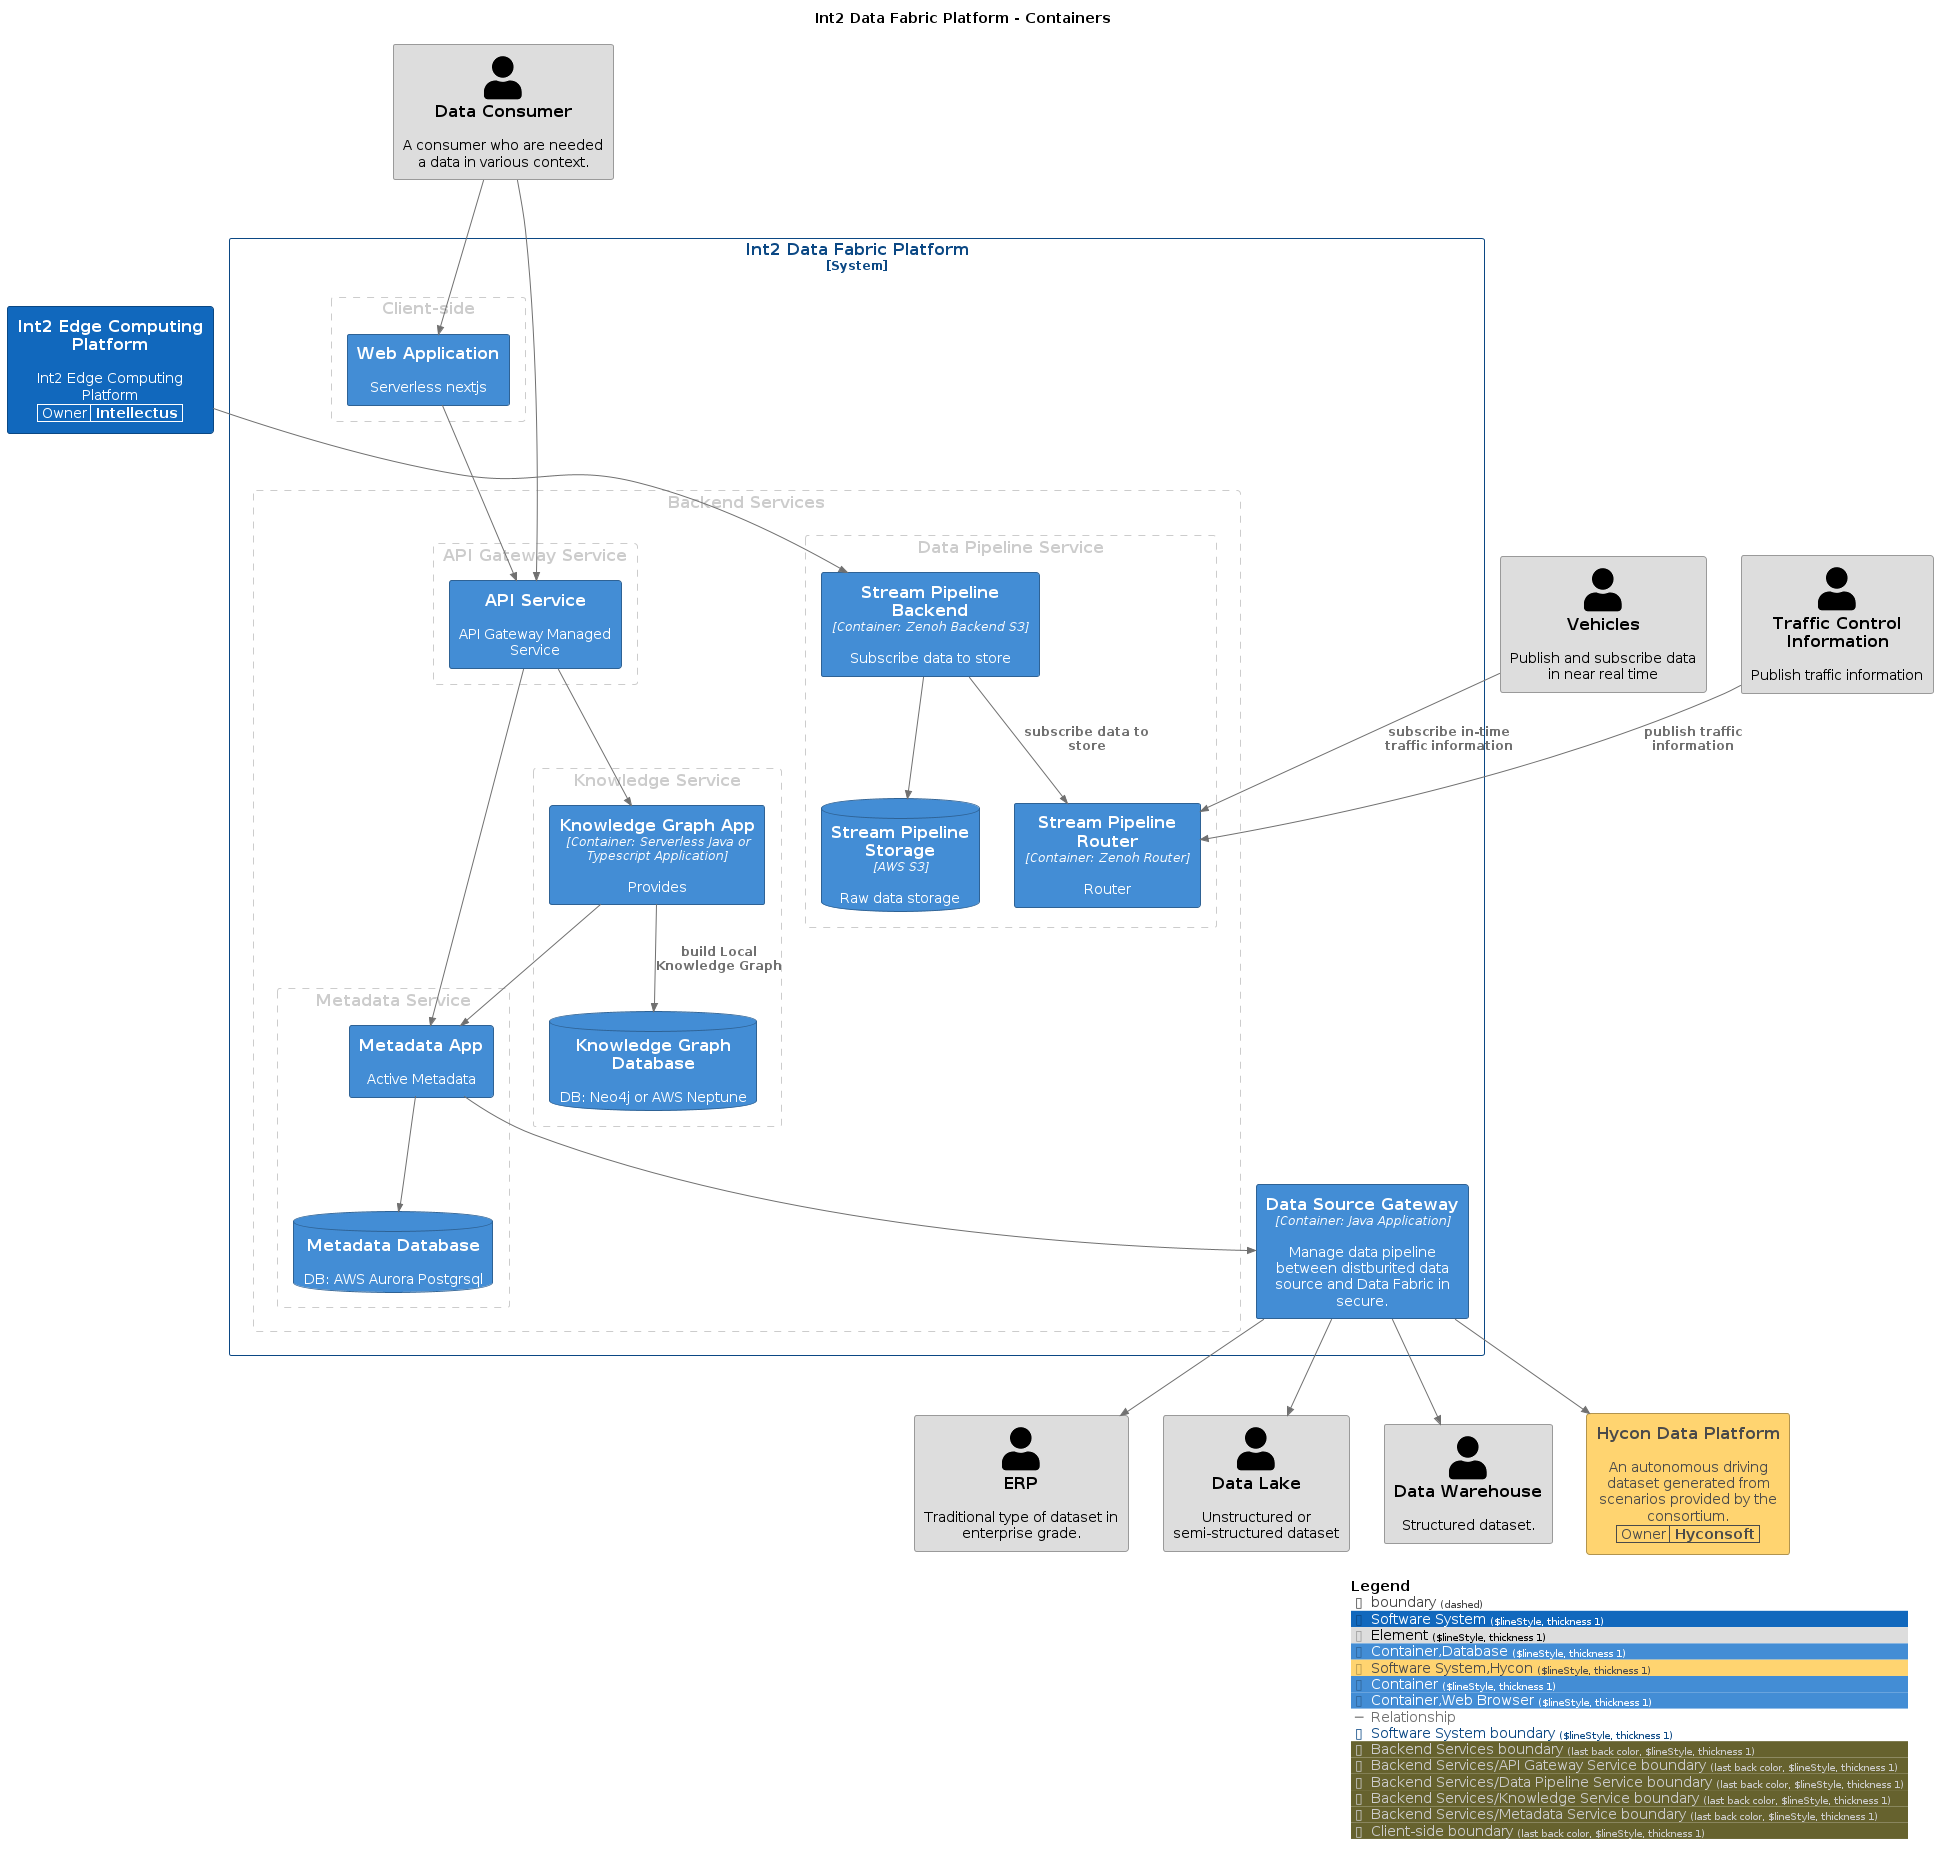 Int2 Data Fabric Platform - Containers
Data Consumer
A consumer who are needed
a data in various context.
Int2 Data Fabric Platform
[System]
Client-side
Web Application
Serverless nextjs
Int2 Edge Computing
Platform
Int2 Edge Computing
Platform
Owner Intellectus
Backend Services
API Gateway Service
API Service
API Gateway Managed
Service
Data Pipeline Service
Stream Pipeline
Backend
[Container: Zenoh Backend S3]
Subscribe data to store
Vehicles
Publish and subscribe data
in near real time
Traffic Control
Information
Publish traffic information
subscribe data to
store
subscribe in-time
traffic information
publish traffic
information
Knowledge Service
Knowledge Graph App
[Container: Serverless Java or
Typescript Application]
Provides
Stream Pipeline
Storage
[AWS S3]
Raw data storage
Stream Pipeline
Router
[Container: Zenoh Router]
Router
build Local
Knowledge Graph
Metadata Service
Metadata App
Active Metadata
Knowledge Graph
Database
DB: Neo4j or AWS Neptune
Metadata Database
DB: AWS Aurora Postgrsql
Data Source Gateway
[Container: Java Application]
Manage data pipeline
between distburited data
source and Data Fabric in
secure.
ERP
Traditional type of dataset in
enterprise grade.
Data Lake
Unstructured or
semi-structured dataset
Data Warehouse
Structured dataset.
Hycon Data Platform
An autonomous driving
dataset generated from
scenarios provided by the
consortium.
Owner Hyconsoft
Legend
boundary (dashed)
Software System ($lineStyle, thickness 1)
Element ($lineStyle, thickness 1)
Container,Database ($lineStyle, thickness 1)
Software System,Hycon ($lineStyle, thickness 1)
Container ($lineStyle, thickness 1)
Container,Web Browser ($lineStyle, thickness 1)
Relationship
Software System boundary ($lineStyle, thickness 1)
Backend Services boundary (last back color, $lineStyle, thickness 1)
Backend Services/API Gateway Service boundary (last back color, $lineStyle, thickness 1)
Backend Services/Data Pipeline Service boundary (last back color, $lineStyle, thickness 1)
Backend Services/Knowledge Service boundary (last back color, $lineStyle, thickness 1)
Backend Services/Metadata Service boundary (last back color, $lineStyle, thickness 1)
Client-side boundary (last back color, $lineStyle, thickness 1)